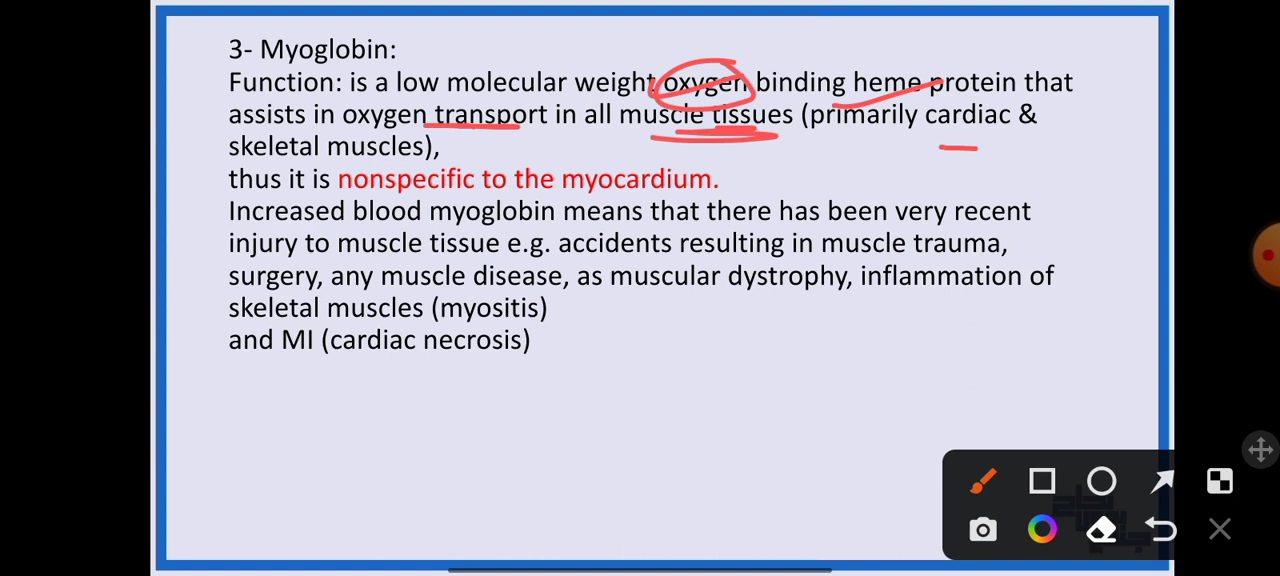 3- Myoglobin:
Function: is a low molecular weight oxygen binding heme protein that
assists in oxygen transport in all muscle tissues (primarily cardiac &
skeletal muscles),
thus it is nonspecific to the myocardium.
Increased blood myoglobin means that there has been very recent
injury to muscle tissue e.g. accidents resulting in muscle trauma,
surgery, any muscle disease, as muscular dystrophy, inflammation of
skeletal muscles (myositis)
and MI (cardiac necrosis)